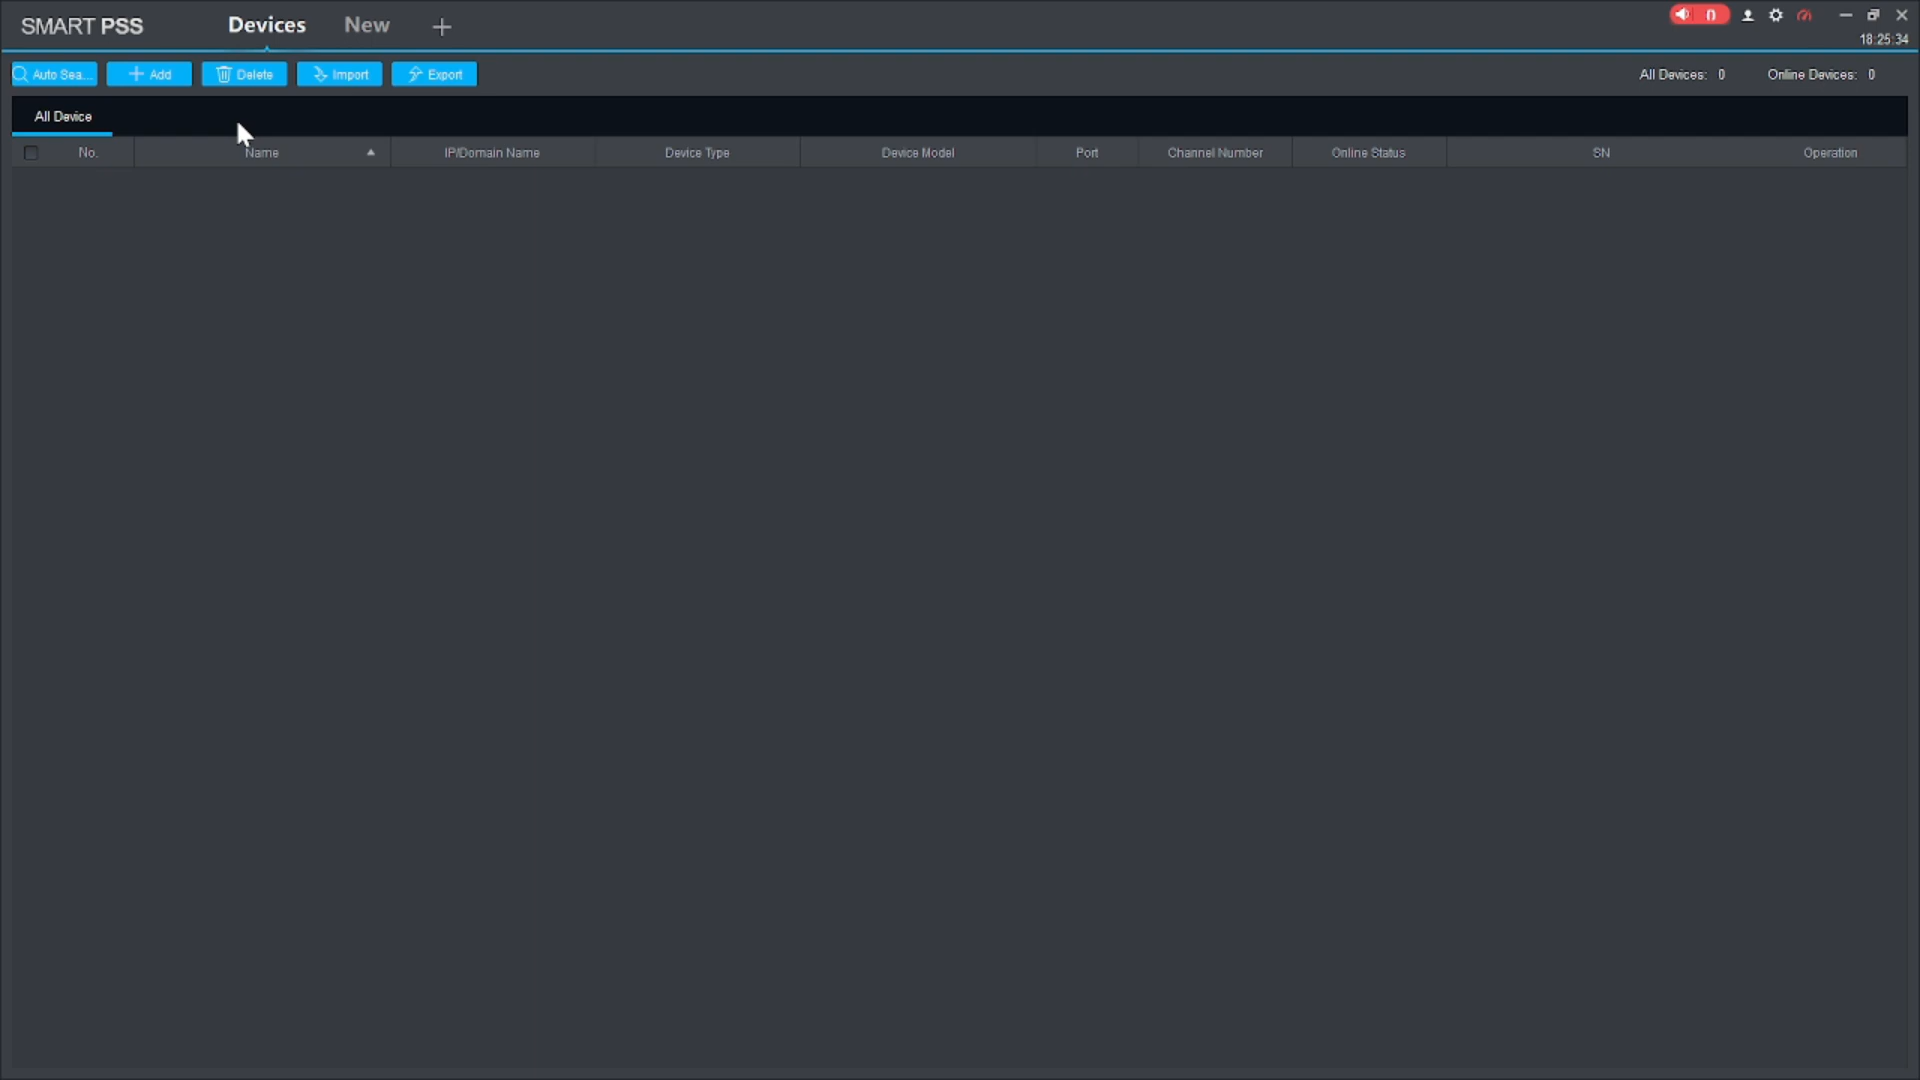 SMART PSS Devices New +
0
18:25:34
Auto Sea... Add Delete Import Export All Devices: 0 Online Devices: 0
All Device
No. Name IP/Domain Name Device Type Device Model Port Channel Number Online Status SN Operation